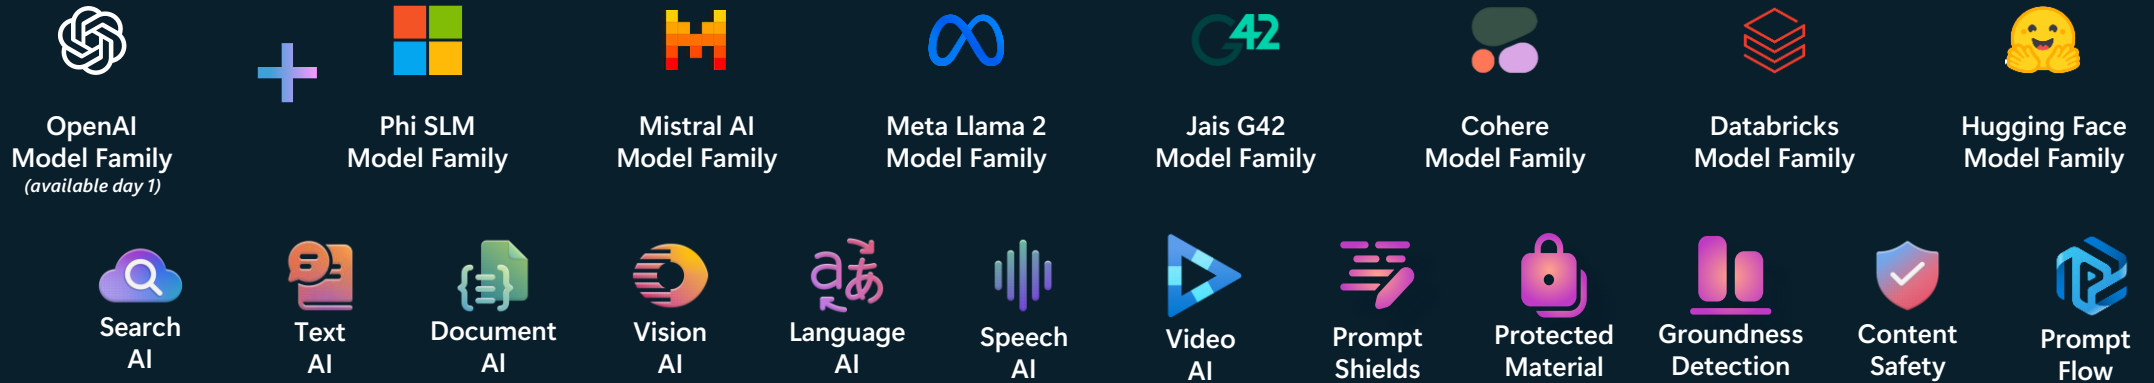 42
OpenAI
Model Family
(available day 1)
Phi SLM
Model Family
Mistral AI
Model Family
Meta Llama 2
Model Family
Jais G42
Model Family
Cohere
Model Family
Databricks
Model Family
Hugging Face
Model Family
aあ
Search
AI
Text
AI
Document
AI
Vision
AI
Language
AI
Speech
AI
Video
AI
Prompt
Shields
Protected
Material
Groundness
Detection
Content
Safety
Prompt
Flow